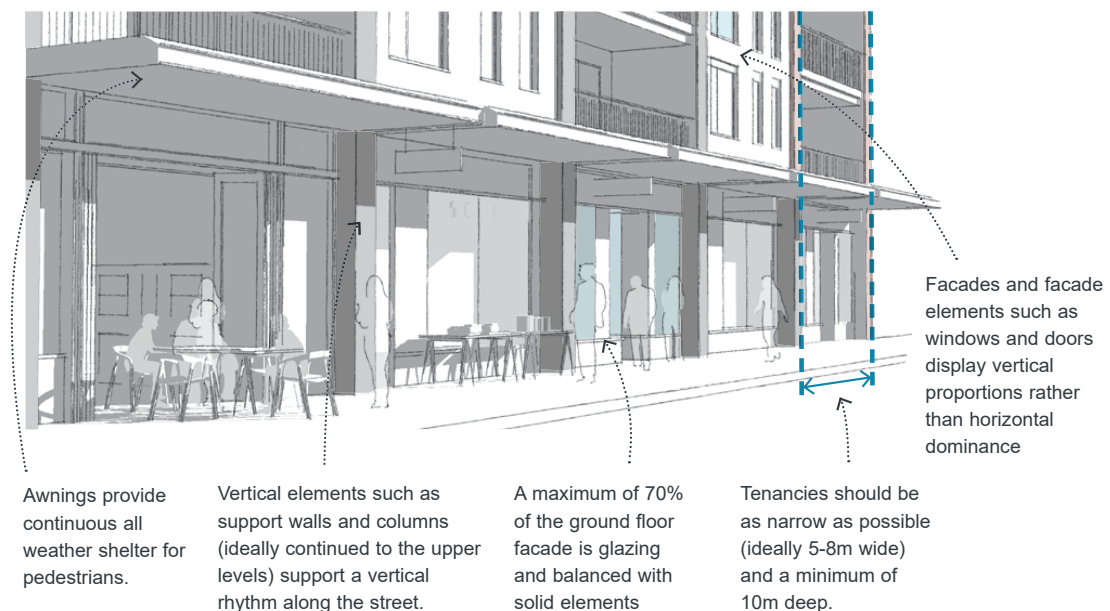 Facades and facade
elements such as
windows and doors
display vertical
proportions rather
than horizontal
dominance
Awnings provide
continuous all
weather shelter for
pedestrians.
Vertical elements such as
support walls and columns
(ideally continued to the upper
levels) support a vertical
rhythm along the street.
A maximum of 70%
of the ground floor
facade is glazing
and balanced with
solid elements
Tenancies should be
as narrow as possible
(ideally 5-8m wide)
and a minimum of
10m deep.